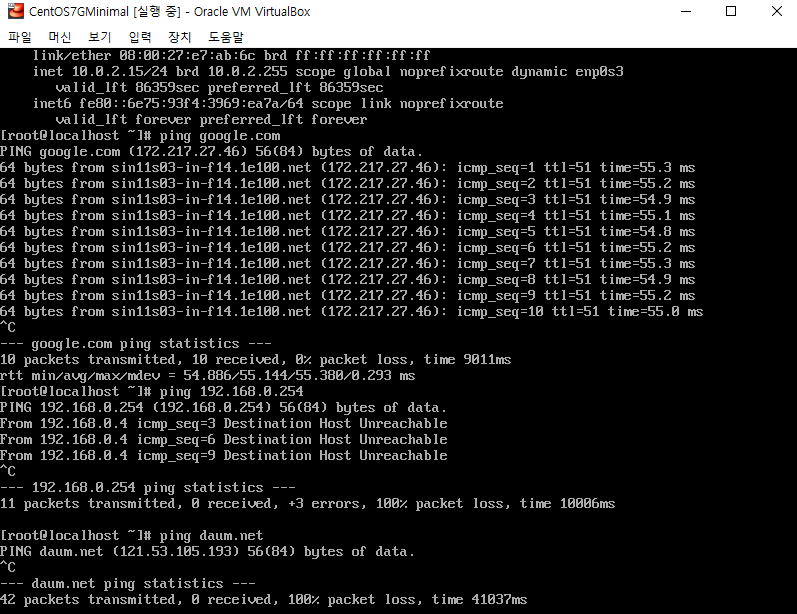 CentOS7GMinimal [실행 중] - Oracle VM VirtualBox
파일 머신 보기 입력 장치 도움말
link/ether 08:00:27:e7:ab:6c brd ff:ff:ff:ff:ff:ff
inet 10.0.2.15/24 brd 10.0.2.255 scope global noprefixroute dynamic enp0s3
valid_lft 86359sec preferred_lft 86359sec
inet6 fe80::6e75:93f4:3969:ea7a/64 scope link noprefixroute
valid_lft forever preferred_lft forever
[root@localhost ~]# ping google.com
PING google.com (172.217.27.46) 56(84) bytes of data.
64 bytes from sin11s03-in-f14.1e100.net (172.217.27.46): icmp_seq=1 ttl=51 time=55.3 ms
64 bytes from sin11s03-in-f14.1e100.net (172.217.27.46): icmp_seq=2 ttl=51 time=55.2 ms
64 bytes from sin11s03-in-f14.1e100.net (172.217.27.46): icmp_seq=3 ttl=51 time=54.9 ms
64 bytes from sin11s03-in-f14.1e100.net (172.217.27.46): icmp_seq=4 ttl=51 time=55.1 ms
64 bytes from sin11s03-in-f14.1e100.net (172.217.27.46): icmp_seq=5 ttl=51 time=54.8 ms
64 bytes from sin11s03-in-f14.1e100.net (172.217.27.46): icmp_seq=6 ttl=51 time=55.2 ms
64 bytes from sin11s03-in-f14.1e100.net (172.217.27.46): icmp_seq=7 ttl=51 time=55.3 ms
64 bytes from sin11s03-in-f14.1e100.net (172.217.27.46): icmp_seq=8 ttl=51 time=54.9 ms
64 bytes from sin11s03-in-f14.1e100.net (172.217.27.46): icmp_seq=9 ttl=51 time=55.2 ms
64 bytes from sin11s03-in-f14.1e100.net (172.217.27.46): icmp_seq=10 ttl=51 time=55.0 ms
^C
--- google.com ping statistics ---
10 packets transmitted, 10 received, 0% packet loss, time 9011ms
rtt min/avg/max/mdev = 54.886/55.144/55.380/0.293 ms
[root@localhost ~]# ping 192.168.0.254
PING 192.168.0.254 (192.168.0.254) 56(84) bytes of data.
From 192.168.0.4 icmp_seq=3 Destination Host Unreachable
From 192.168.0.4 icmp_seq=6 Destination Host Unreachable
From 192.168.0.4 icmp_seq=9 Destination Host Unreachable
^C
--- 192.168.0.254 ping statistics ---
11 packets transmitted, 0 received, +3 errors, 100% packet loss, time 10006ms
[root@localhost ~]# ping daum.net
PING daum.net (121.53.105.193) 56(84) bytes of data.
^C
--- daum.net ping statistics ---
42 packets transmitted, 0 received, 100% packet loss, time 41037ms